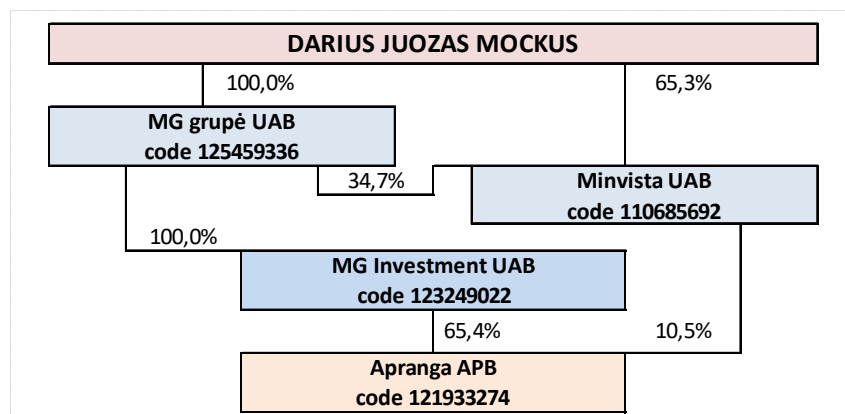 DARIUS JUOZAS MOCKUS
100,0%
65,3%
MG grupė UAB
code 125459336
34,7%
Minvista UAB
code 110685692
100,0%
MG Investment UAB
code 123249022
65,4%
10,5%
Apranga APB
code 121933274